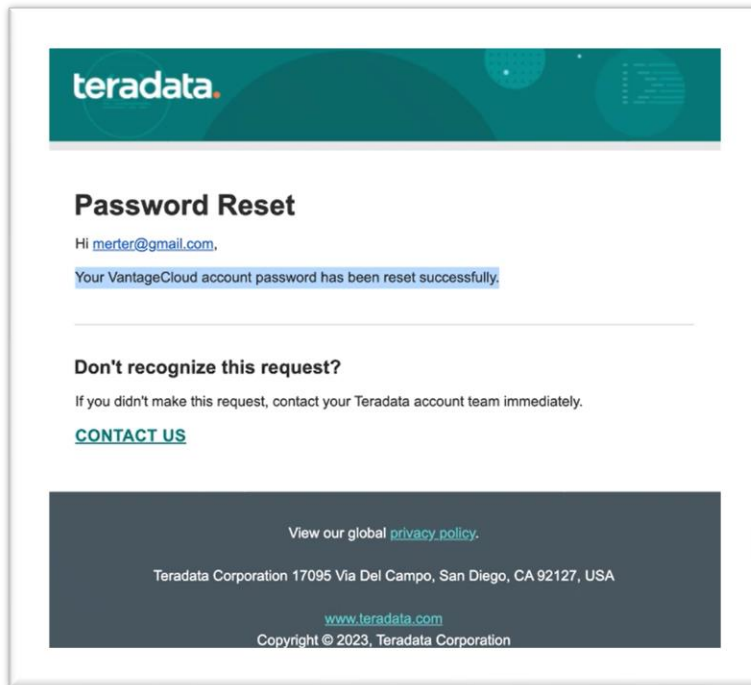 teradata.
Password Reset
Hi merter@gmail.com,
Your VantageCloud account password has been reset successfully.
Don't recognize this request?
If you didn't make this request, contact your Teradata account team immediately.
CONTACT US
View our global privacy policy.
Teradata Corporation 17095 Via Del Campo, San Diego, CA 92127, USA
www.teradata.com
Copyright © 2023, Teradata Corporation